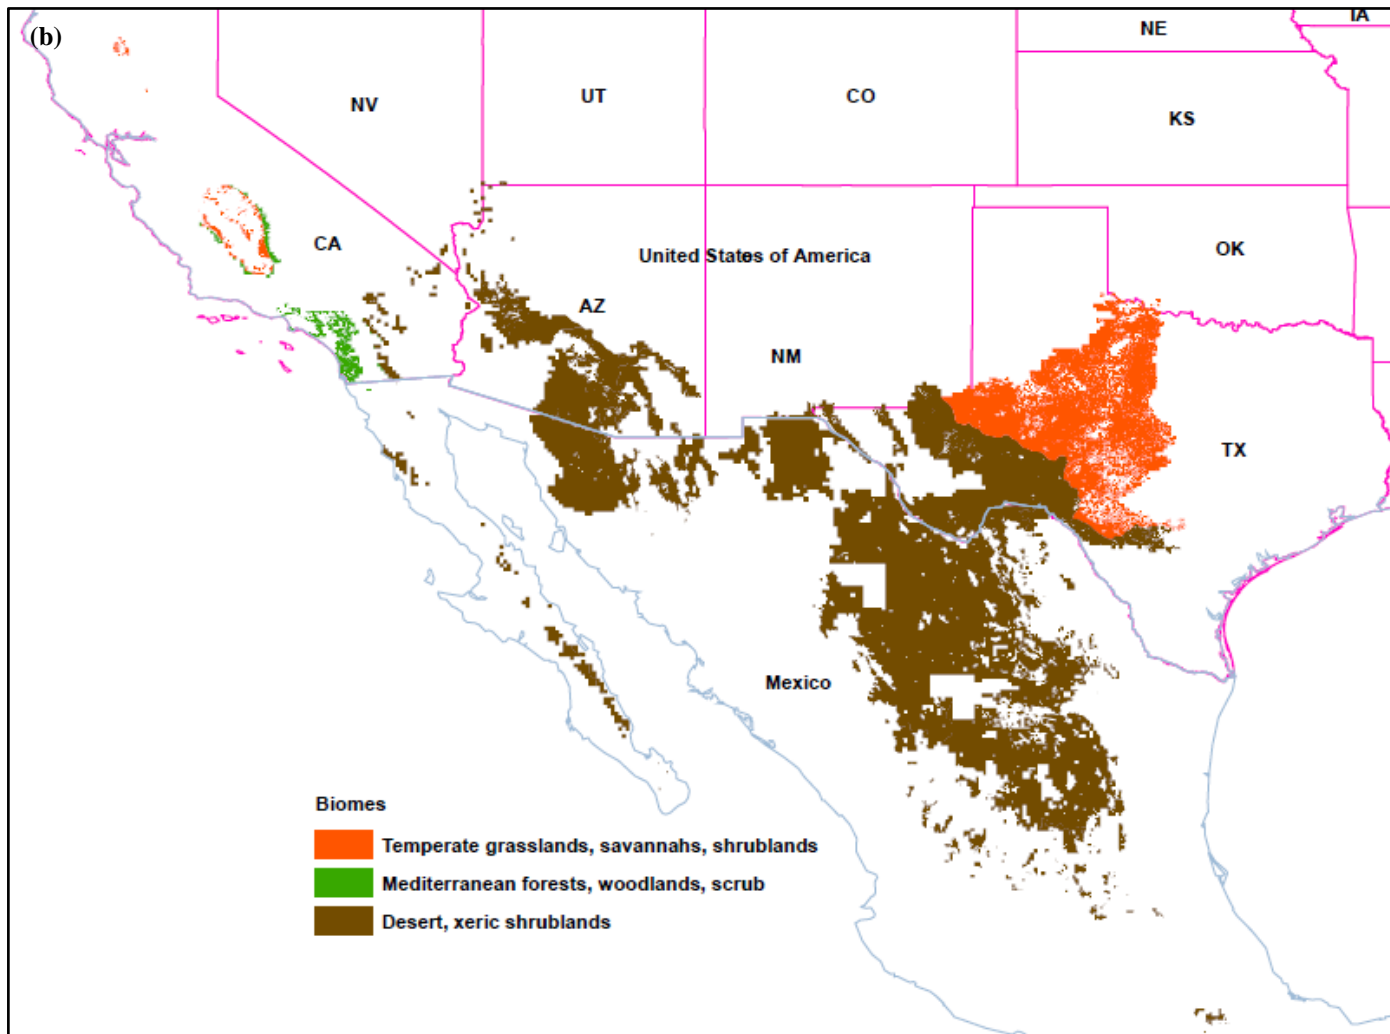 (b)
IA
NE
NV
UT
CO
KS
CA
United States of America
OK
AZ
NM
TX
Mexico
Biomes
Temperate grasslands, savannahs, shrublands
Mediterranean forests, woodlands, scrub
Desert, xeric shrublands